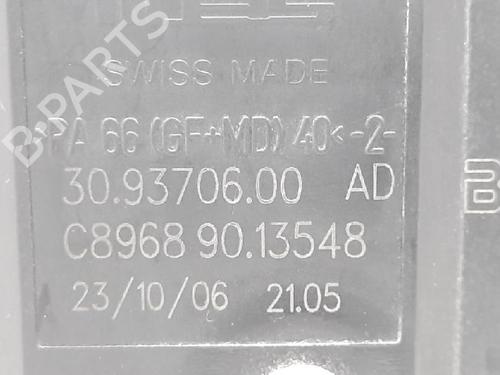 SWISS MADE
>PA 66 (GF+MD) 40<-2-
30.93706.00 AD
C8968 90.13548
23/10/06 21.05
B-PARTS